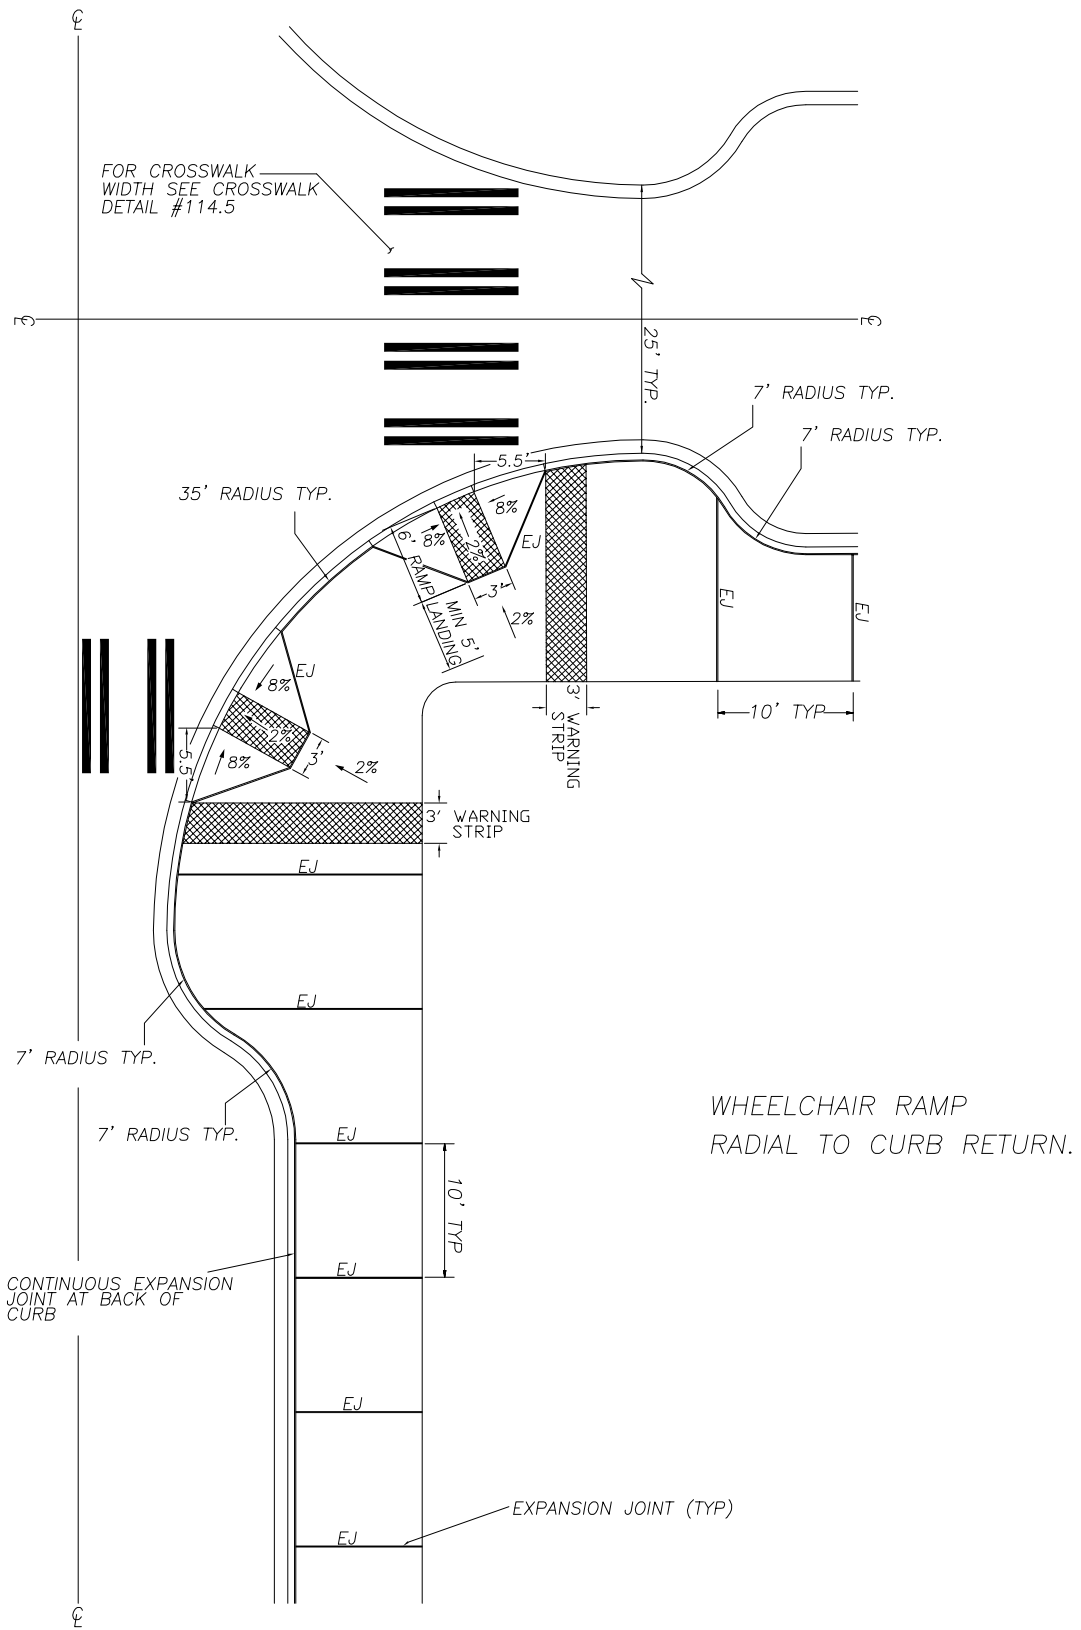 ℄
FOR CROSSWALK
WIDTH SEE CROSSWALK
DETAIL #114.5
℄
℄
25' TYP.
7' RADIUS TYP.
7' RADIUS TYP.
5.5'
35' RADIUS TYP.
8%
8%
2%
EJ
6' RAMP
3'
MIN 5'
LANDING
2%
EJ
EJ
10' TYP
3' WARNING
STRIP
EJ
8%
2%
8%
5.5'
3'
2%
3' WARNING
STRIP
EJ
EJ
7' RADIUS TYP.
7' RADIUS TYP.
WHEELCHAIR RAMP
RADIAL TO CURB RETURN.
EJ
10' TYP
EJ
CONTINUOUS EXPANSION
JOINT AT BACK OF
CURB
EJ
EXPANSION JOINT (TYP)
EJ
℄